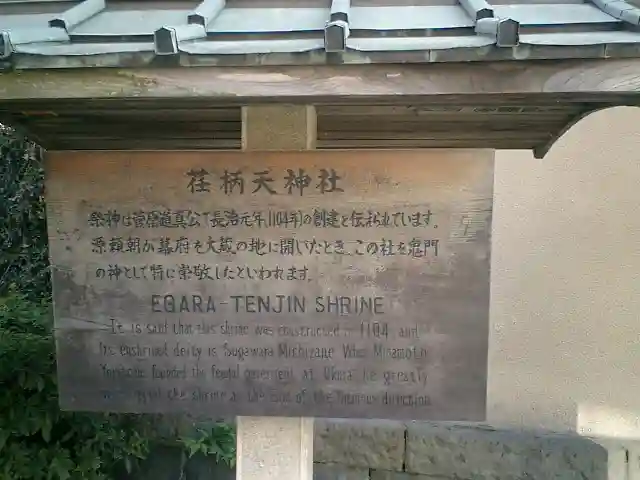 荏柄天神社
祭神は菅原道真公で長治元年(1104年)の創建と伝えられています。
源頼朝が幕府を大蔵の地に開いたとき、この社を鬼門
の神として特に崇敬したといわれます。
EGARA-TENJIN SHRINE
It is said that this shrine was constructed in 1104, and
its enshrined deity is Sugawara Michizane. When Minamoto
Yoritomo founded the feudal goverment at Okura, he greatly
of the shrine as the of the direction.